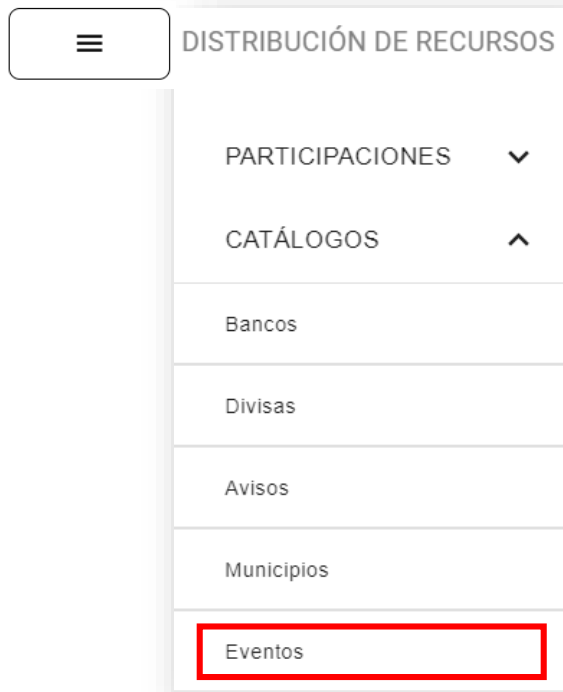 DISTRIBUCIÓN DE RECURSOS
PARTICIPACIONES
CATÁLOGOS
Bancos
Divisas
Avisos
Municipios
Eventos